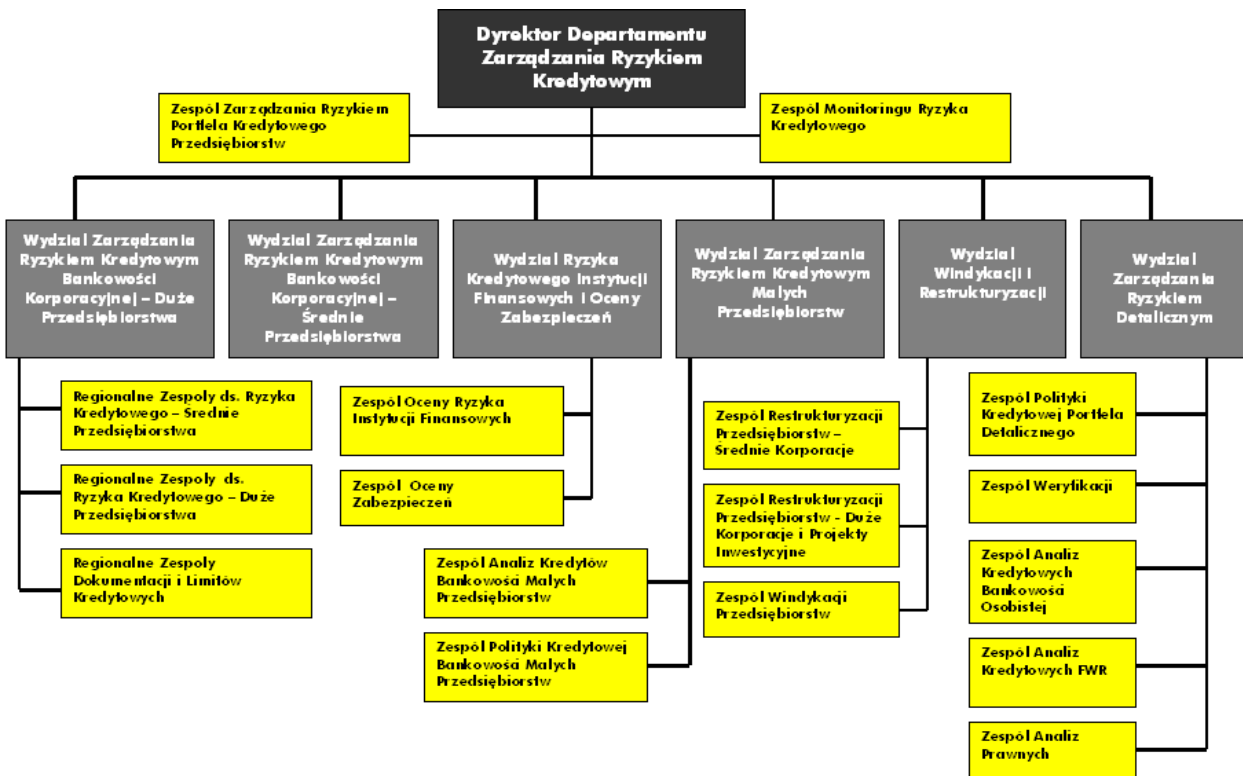 Dyrektor Departamentu
Zarządzania Ryzykiem
Kredytowym
Zespół Zarządzania Ryzykiem
Portfela Kredytowego
Przedsiębiorstw
Zespół Monitoringu Ryzyka
Kredytowego
Wydział Zarządzania
Ryzykiem Kredytowym
Bankowości
Korporacyjnej – Duże
Przedsiębiorstwa
Wydział Zarządzania
Ryzykiem Kredytowym
Bankowości
Korporacyjnej –
Średnie
Przedsiębiorstwa
Wydział Ryzyka
Kredytowego Instytucji
Finansowych i Oceny
Zabezpieczeń
Wydział Zarządzania
Ryzykiem Kredytowym
Małych
Przedsiębiorstw
Wydział
Windykacji i
Restrukturyzacji
Wydział
Zarządzania
Ryzykiem
Detalicznym
Regionalne Zespoły ds. Ryzyka
Kredytowego – Średnie
Przedsiębiorstwa
Regionalne Zespoły ds.
Ryzyka Kredytowego – Duże
Przedsiębiorstwa
Regionalne Zespoły
Dokumentacji i Limitów
Kredytowych
Zespół Oceny Ryzyka
Instytucji Finansowych
Zespół Oceny
Zabezpieczeń
Zespół Analiz Kredytów
Bankowości Małych
Przedsiębiorstw
Zespół Polityki Kredytowej
Bankowości Małych
Przedsiębiorstw
Zespół Restrukturyzacji
Przedsiębiorstw –
Średnie Korporacje
Zespół Restrukturyzacji
Przedsiębiorstw - Duże
Korporacje i Projekty
Inwestycyjne
Zespół Windykacji
Przedsiębiorstw
Zespół Polityki
Kredytowej Portfela
Detalicznego
Zespół Weryfikacji
Zespół Analiz
Kredytowych
Bankowości
Osobistej
Zespół Analiz
Kredytowych FWR
Zespół Analiz
Prawnych